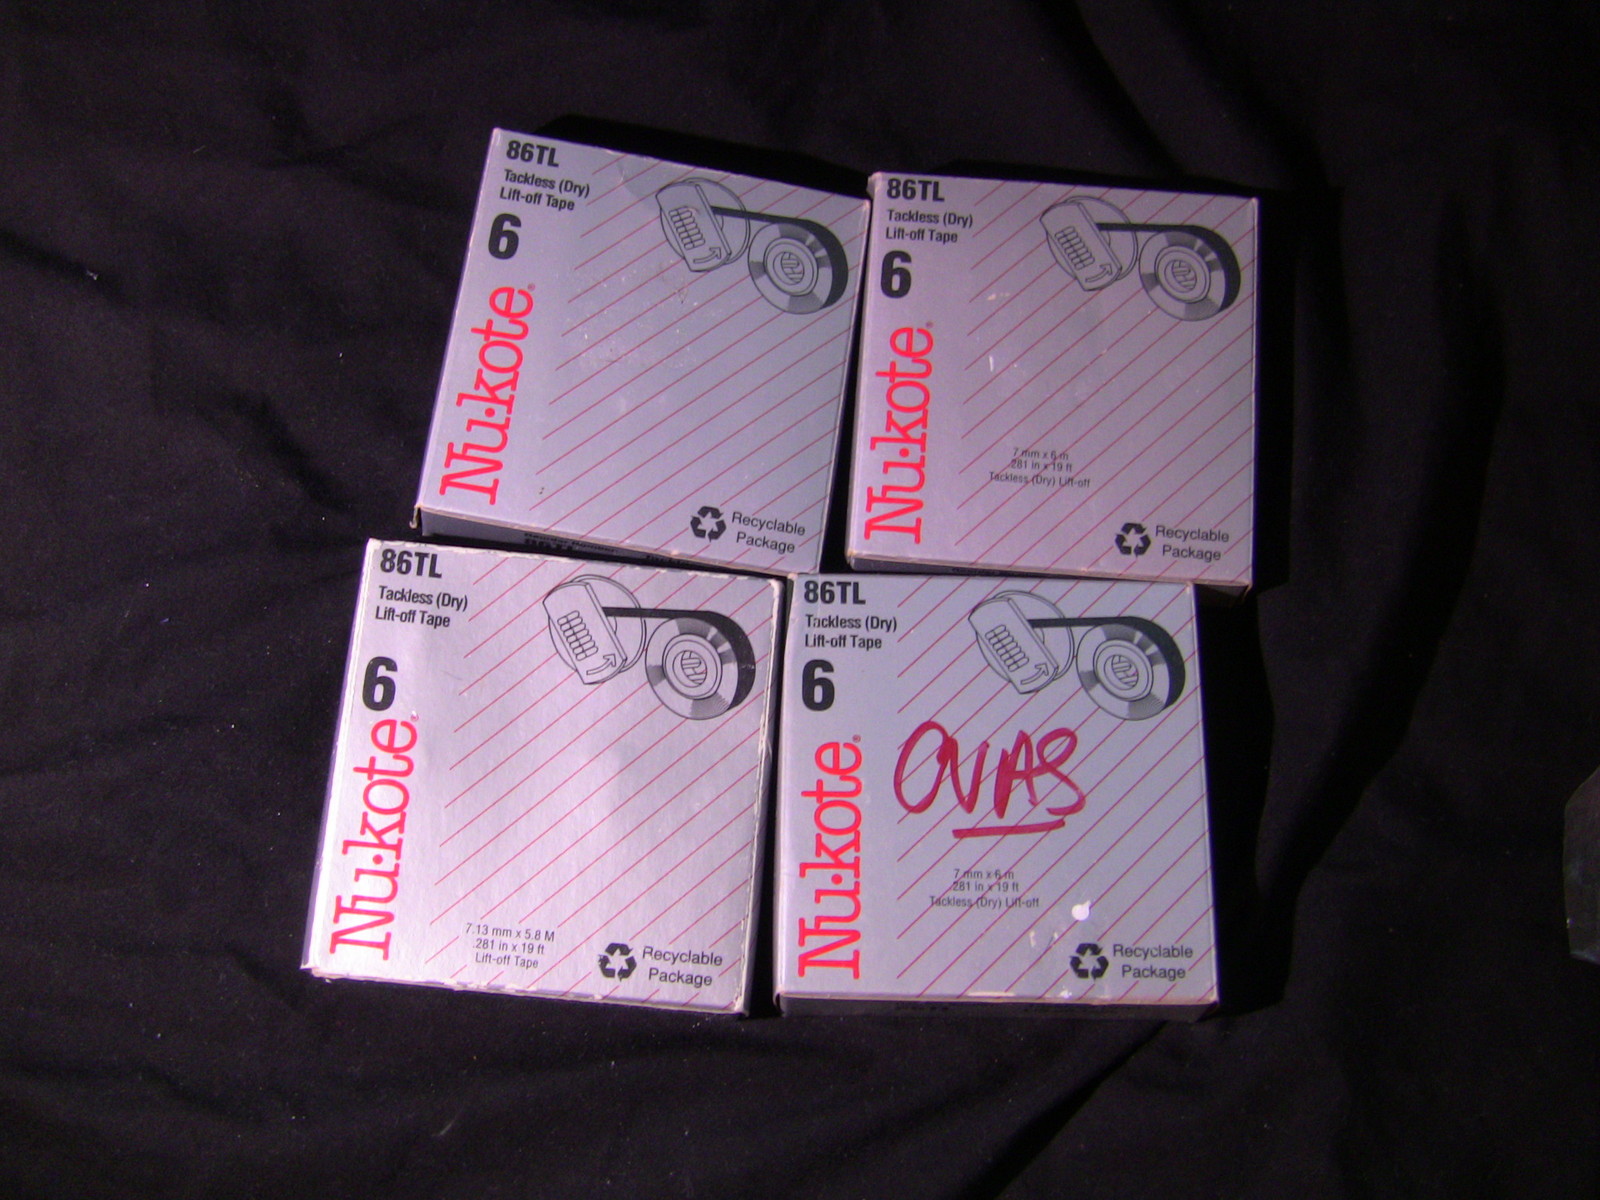 86TL
Tackless (Dry)
Lift-off Tape
6
Nu·kote®
Recyclable
Package
86TL
Tackless (Dry)
Lift-off Tape
6
Nu·kote®
7 mm x 6 m
.281 in x 19 ft
Tackless (Dry) Lift-off
Recyclable
Package
86TL
Tackless (Dry)
Lift-off Tape
6
Nu·kote®
7.13 mm x 5.8 M
.281 in x 19 ft
Lift-off Tape
Recyclable
Package
86TL
Tackless (Dry)
Lift-off Tape
6
Nu·kote®
7 mm x 6 m
.281 in x 19 ft
Tackless (Dry) Lift-off
Recyclable
Package